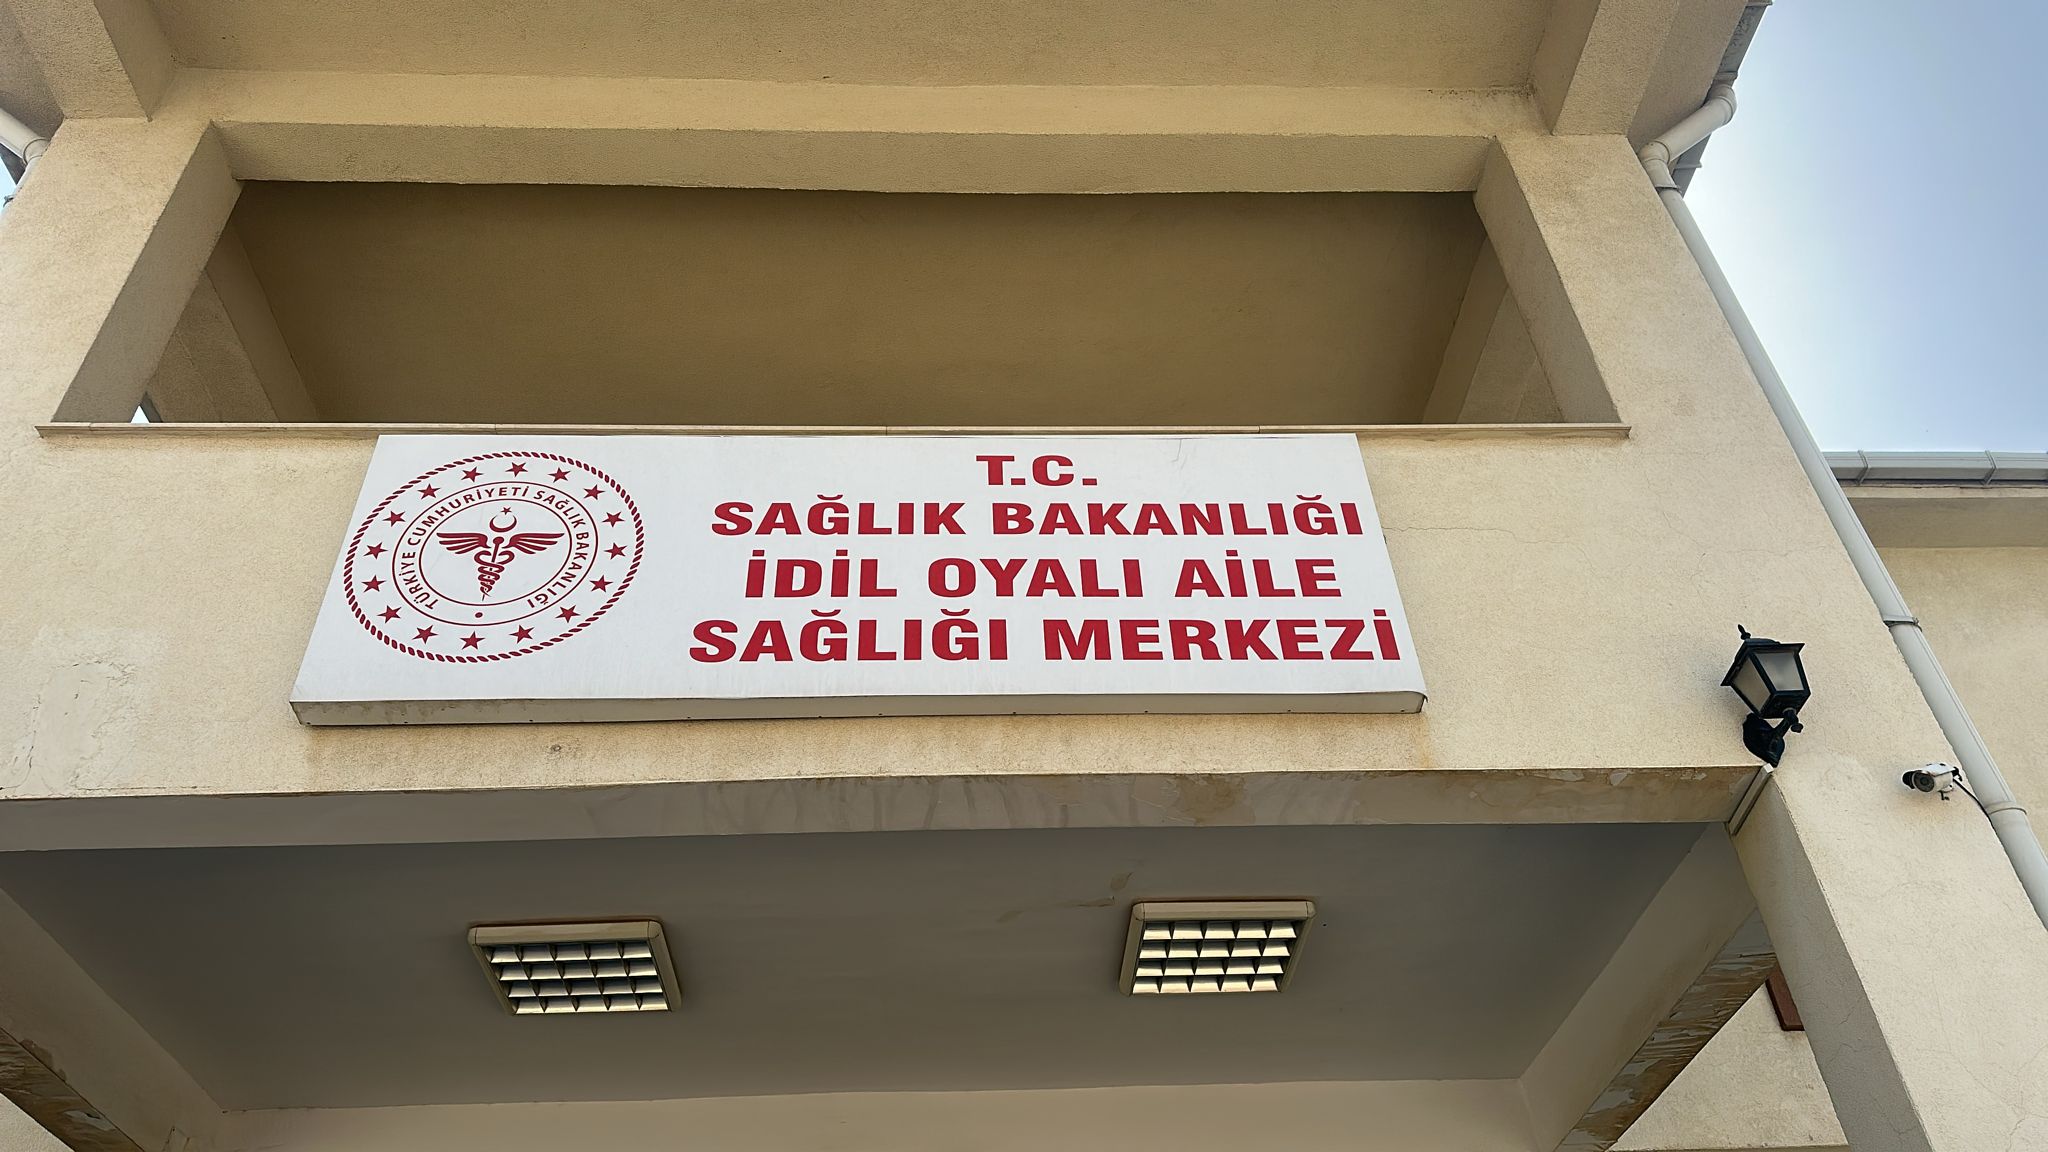 TÜRKİYE CUMHURİYETİ SAĞLIK BAKANLIĞI
T.C.
SAĞLIK BAKANLIĞI
İDİL OYALI AİLE
SAĞLIĞI MERKEZİ